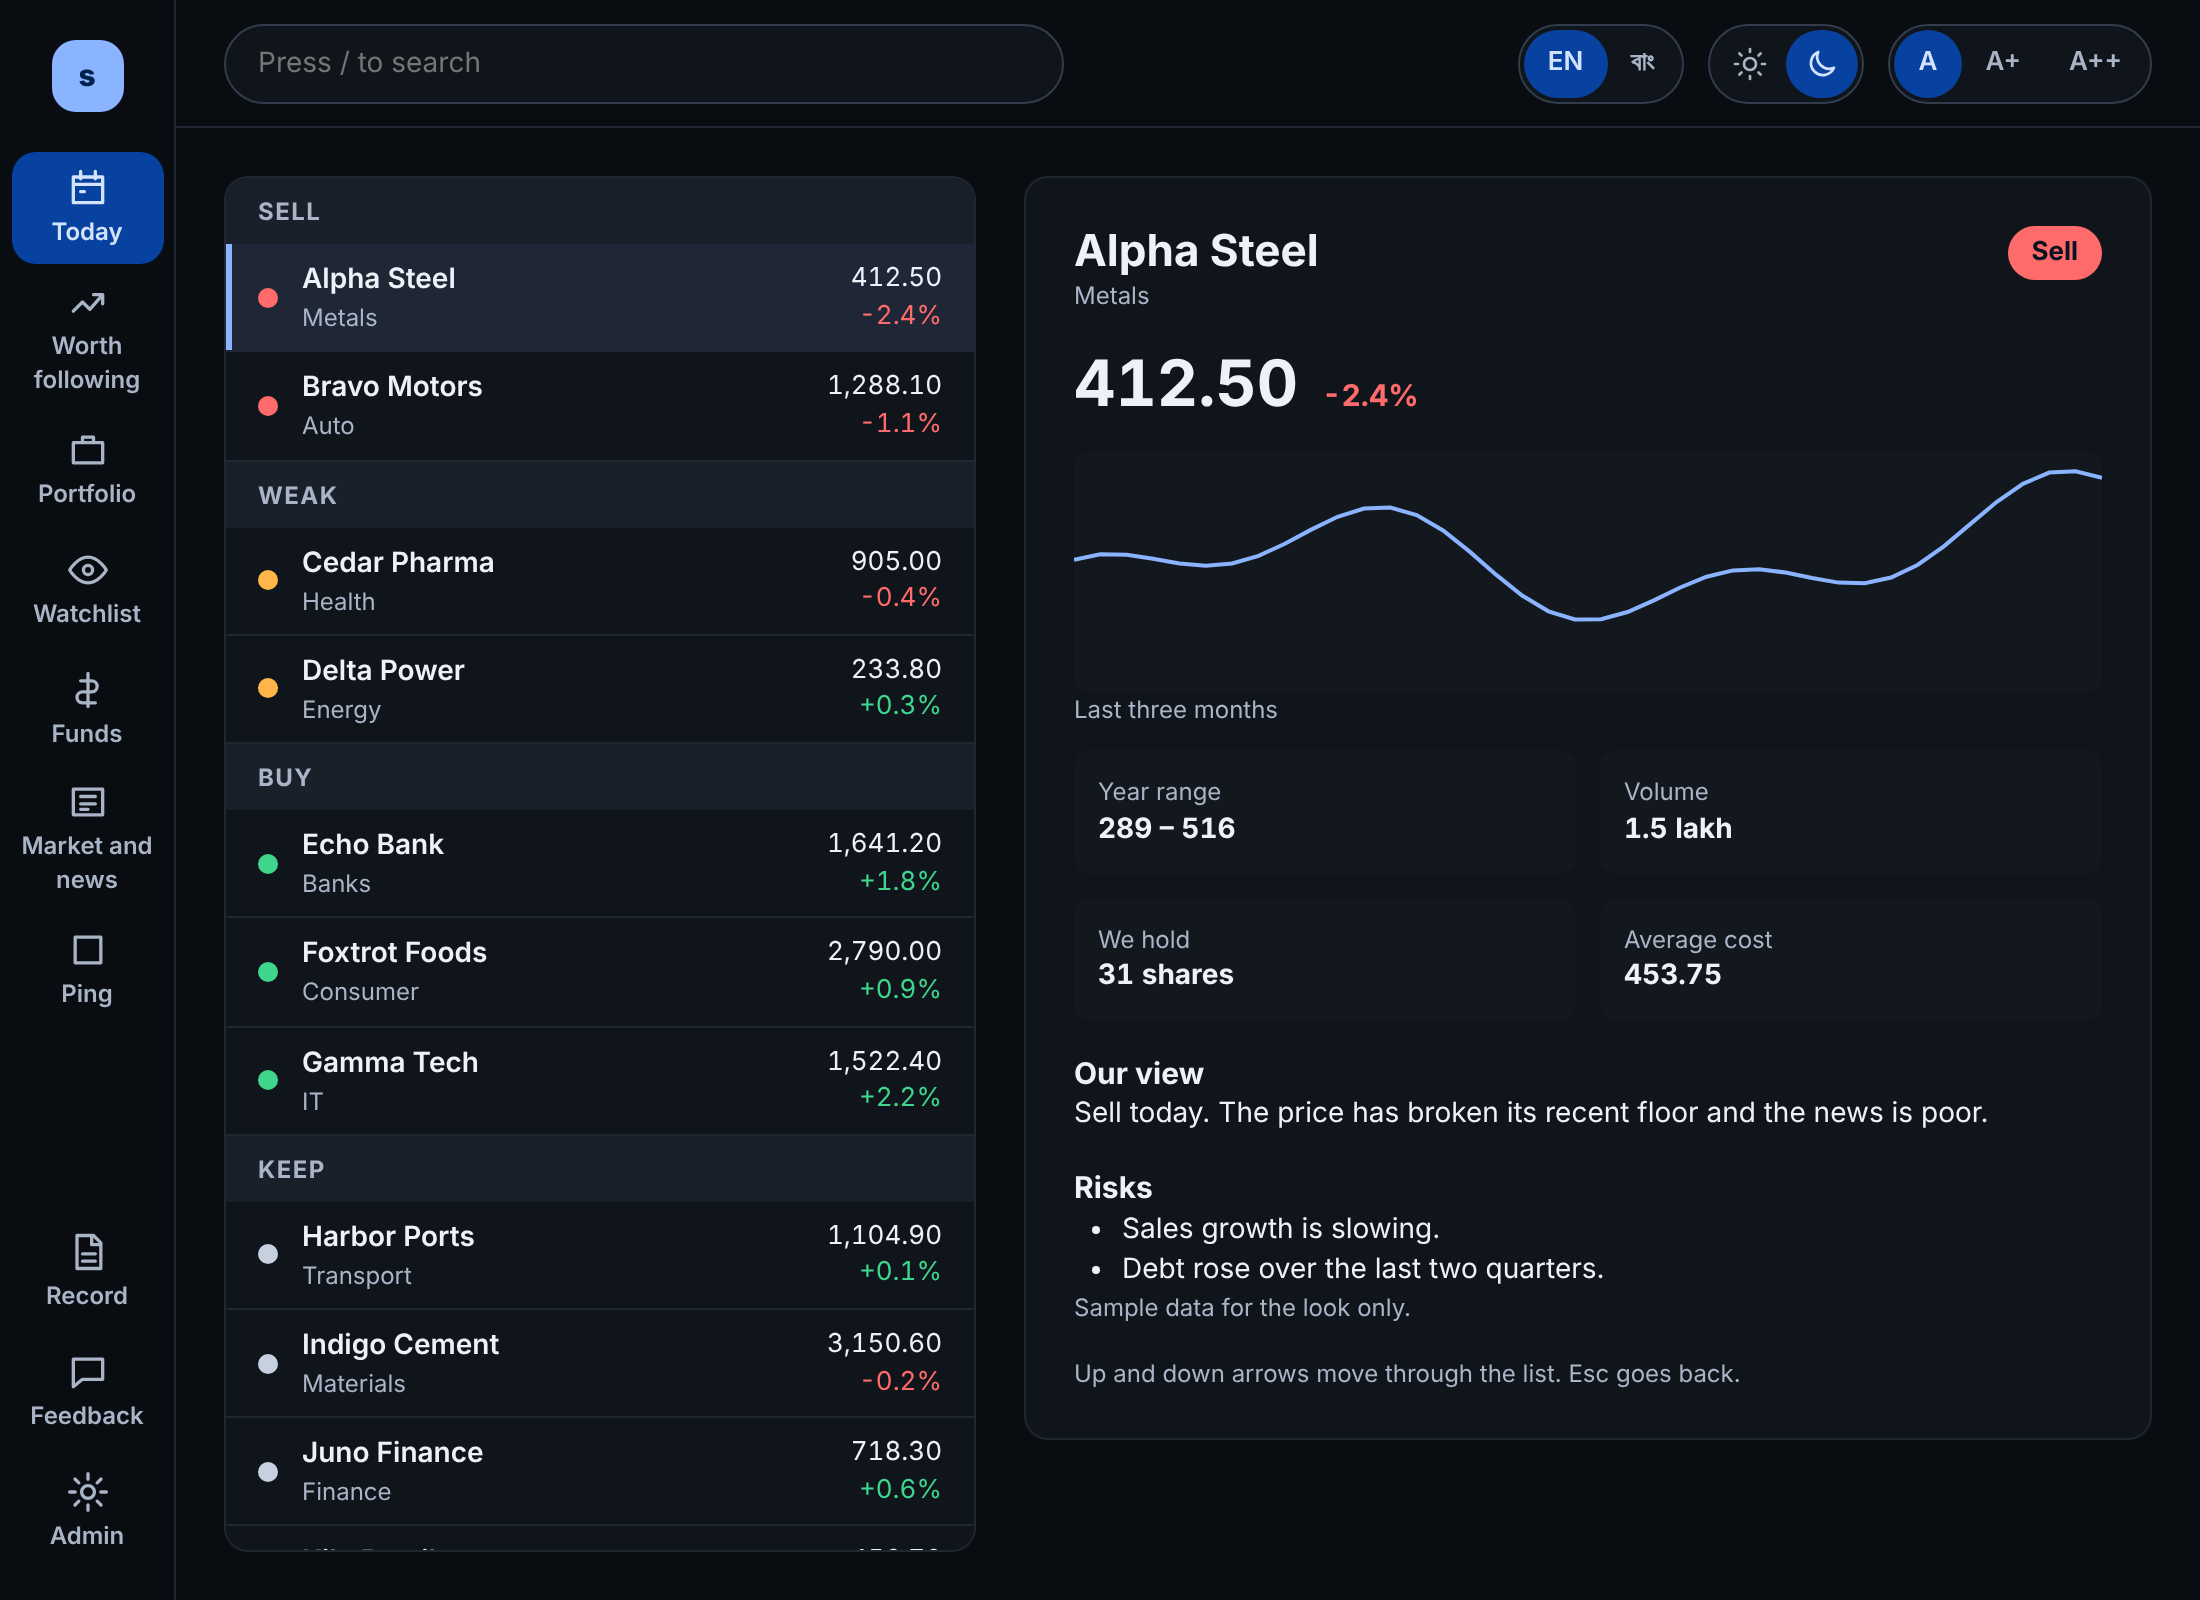 s
Today
Worth
following
Portfolio
Watchlist
Funds
Market and
news
Ping
Record
Feedback
Admin
Press / to search
EN বাং
A A+ A++
SELL
Alpha Steel 412.50
Metals -2.4%
Bravo Motors 1,288.10
Auto -1.1%
WEAK
Cedar Pharma 905.00
Health -0.4%
Delta Power 233.80
Energy +0.3%
BUY
Echo Bank 1,641.20
Banks +1.8%
Foxtrot Foods 2,790.00
Consumer +0.9%
Gamma Tech 1,522.40
IT +2.2%
KEEP
Harbor Ports 1,104.90
Transport +0.1%
Indigo Cement 3,150.60
Materials -0.2%
Juno Finance 718.30
Finance +0.6%
Alpha Steel Sell
Metals
412.50 -2.4%
Last three months
Year range
289 – 516
Volume
1.5 lakh
We hold
31 shares
Average cost
453.75
Our view
Sell today. The price has broken its recent floor and the news is poor.
Risks
• Sales growth is slowing.
• Debt rose over the last two quarters.
Sample data for the look only.
Up and down arrows move through the list. Esc goes back.